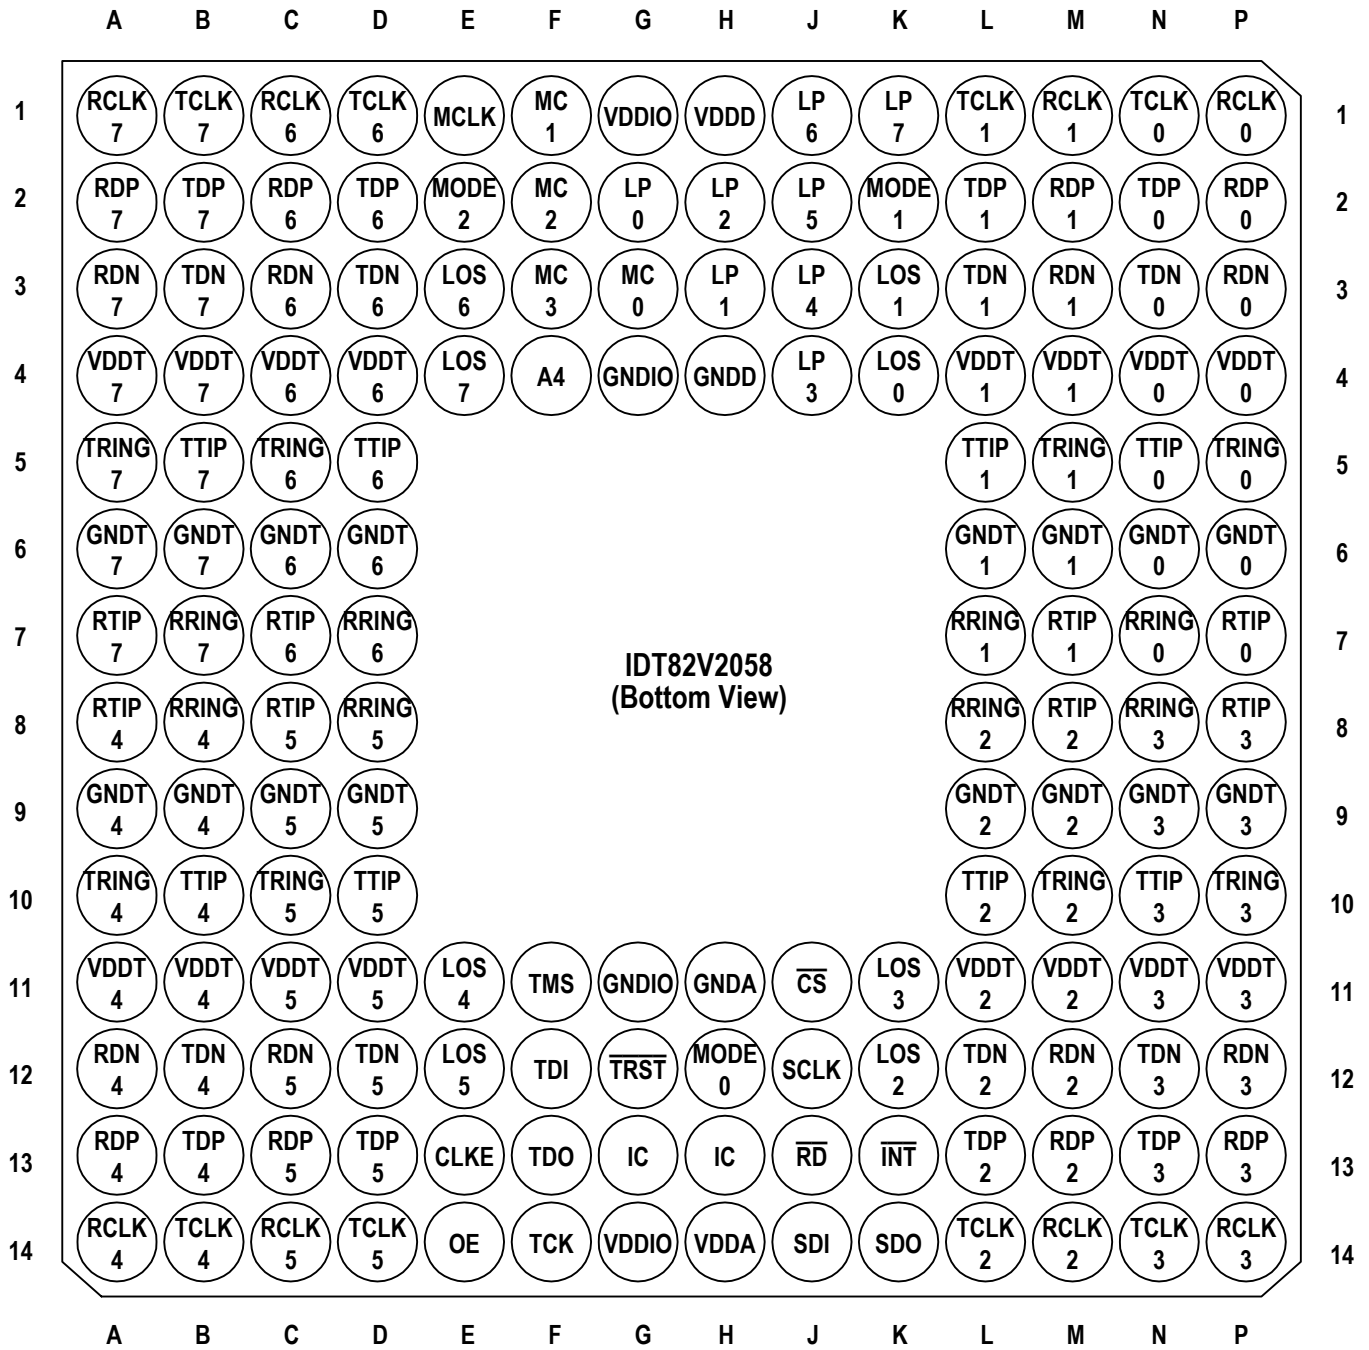 A B C D E F G H J K L M N P
1 RCLK TCLK RCLK TCLK MCLK MC VDDIO VDDD LP LP TCLK RCLK TCLK RCLK 1
7 7 6 6 1 6 7 1 1 0 0
2 RDP TDP RDP TDP MODE MC LP LP LP MODE TDP RDP TDP RDP 2
7 7 6 6 2 2 0 2 5 1 1 1 0 0
3 RDN TDN RDN TDN LOS MC MC LP LP LOS TDN RDN TDN RDN 3
7 7 6 6 6 3 0 1 4 1 1 1 0 0
4 VDDT VDDT VDDT VDDT LOS A4 GNDIO GNDD LP LOS VDDT VDDT VDDT VDDT 4
7 7 6 6 7 3 0 1 1 0 0
5 TRING TTIP TRING TTIP TTIP TRING TTIP TRING 5
7 7 6 6 1 1 0 0
6 GNDT GNDT GNDT GNDT GNDT GNDT GNDT GNDT 6
7 7 6 6 1 1 0 0
7 RTIP RRING RTIP RRING RRING RTIP RRING RTIP 7
7 7 6 6 1 1 0 0
IDT82V2058
(Bottom View)
8 RTIP RRING RTIP RRING RRING RTIP RRING RTIP 8
4 4 5 5 2 2 3 3
9 GNDT GNDT GNDT GNDT GNDT GNDT GNDT GNDT 9
4 4 5 5 2 2 3 3
10 TRING TTIP TRING TTIP TTIP TRING TTIP TRING 10
4 4 5 5 2 2 3 3
11 VDDT VDDT VDDT VDDT LOS TMS GNDIO GNDA CS LOS VDDT VDDT VDDT VDDT 11
4 4 5 5 4 3 2 2 3 3
12 RDN TDN RDN TDN LOS TDI TRST MODE SCLK LOS TDN RDN TDN RDN 12
4 4 5 5 5 0 2 2 2 3 3
13 RDP TDP RDP TDP CLKE TDO IC IC RD INT TDP RDP TDP RDP 13
4 4 5 5 2 2 3 3
14 RCLK TCLK RCLK TCLK OE TCK VDDIO VDDA SDI SDO TCLK RCLK TCLK RCLK 14
4 4 5 5 2 2 3 3
A B C D E F G H J K L M N P